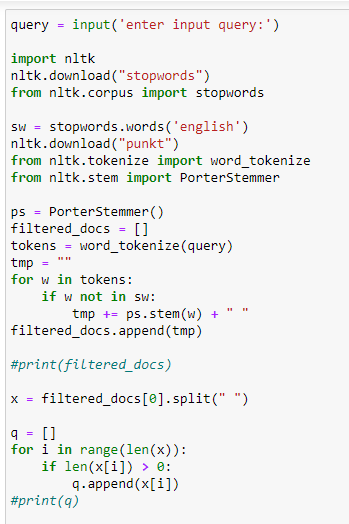 query = input('enter input query:')
import nltk
nltk.download("stopwords")
from nltk.corpus import stopwords
sw = stopwords.words('english')
nltk.download("punkt")
from nltk.tokenize import word_tokenize
from nltk.stem import PorterStemmer
ps = PorterStemmer()
filtered_docs = []
tokens = word_tokenize(query)
tmp = ""
for w in tokens:
    if w not in sw:
        tmp += ps.stem(w) + " "
filtered_docs.append(tmp)
#print(filtered_docs)
x = filtered_docs[0].split(" ")
q = []
for i in range(len(x)):
    if len(x[i]) > 0:
        q.append(x[i])
#print(q)